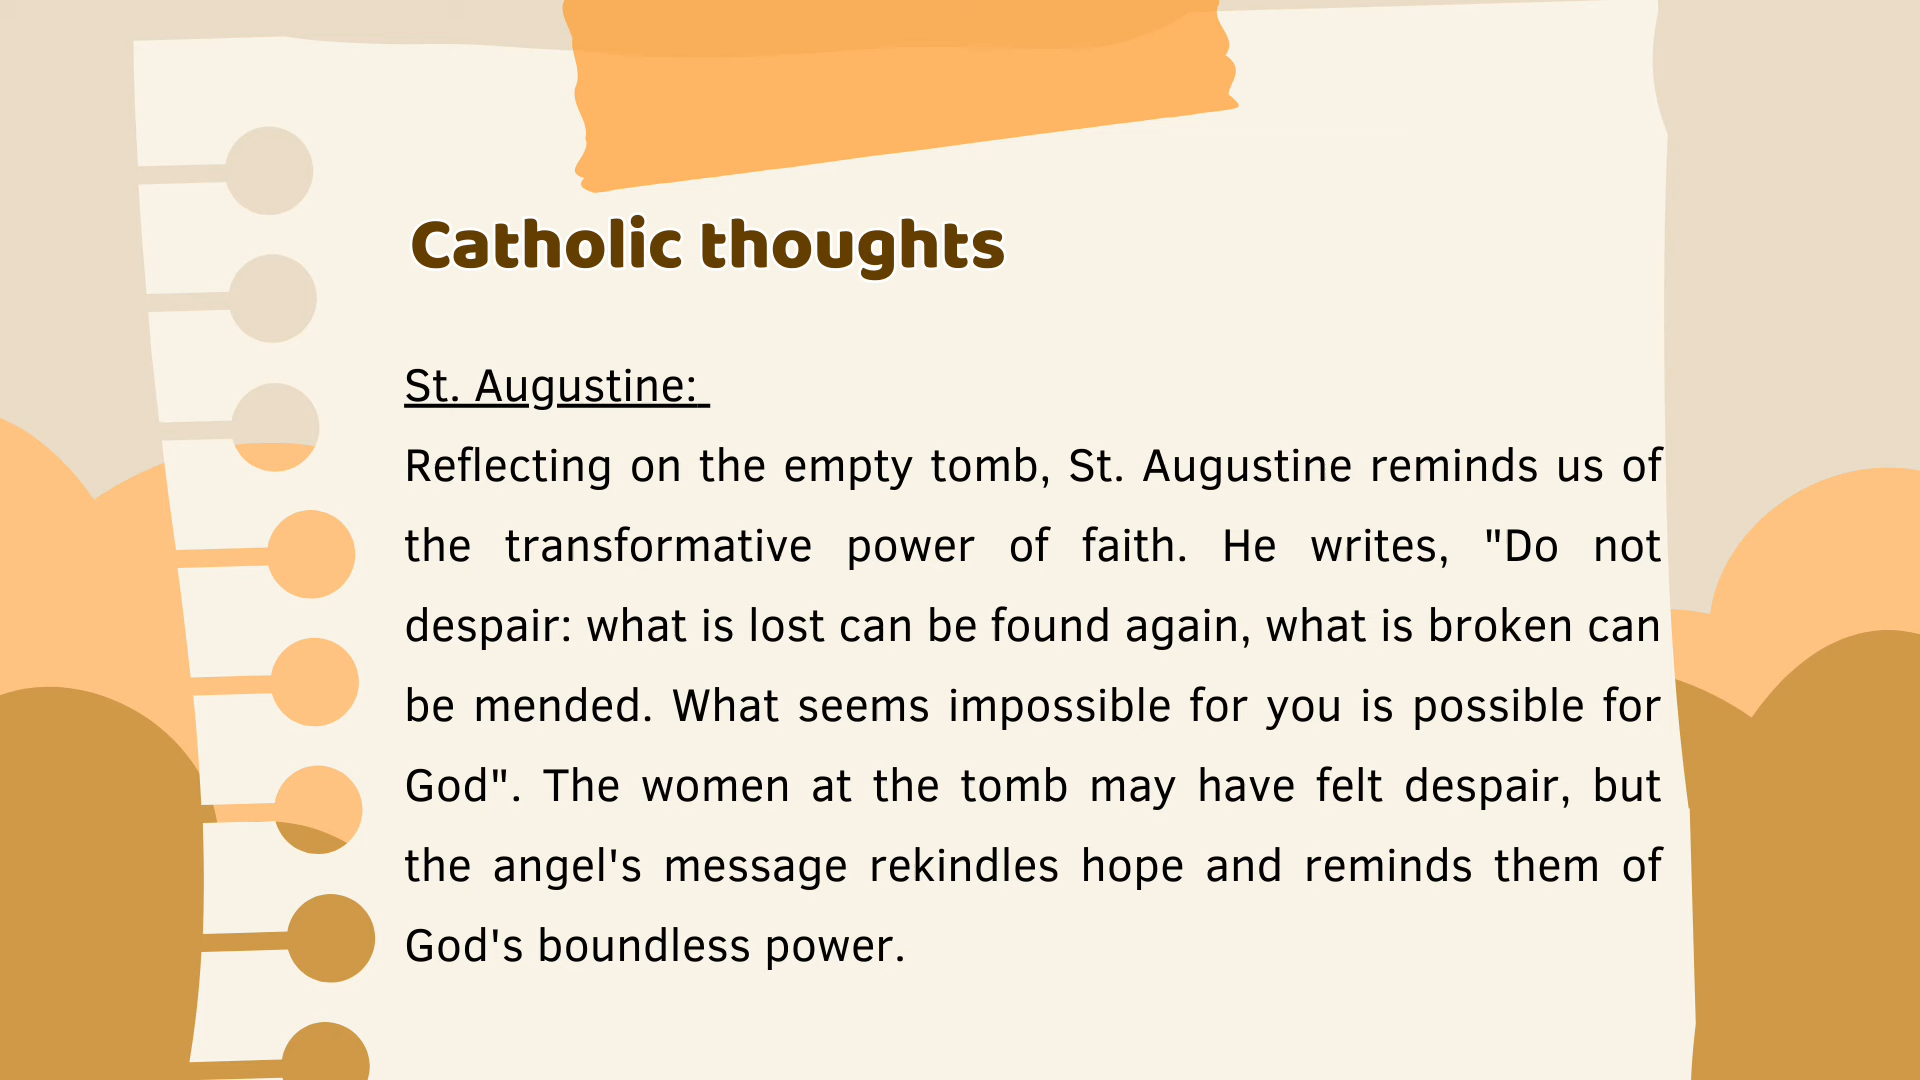 Catholic thoughts
St. Augustine:
Reflecting on the empty tomb, St. Augustine reminds us of
the transformative power of faith. He writes, "Do not
despair: what is lost can be found again, what is broken can
be mended. What seems impossible for you is possible for
God". The women at the tomb may have felt despair, but
the angel's message rekindles hope and reminds them of
God's boundless power.